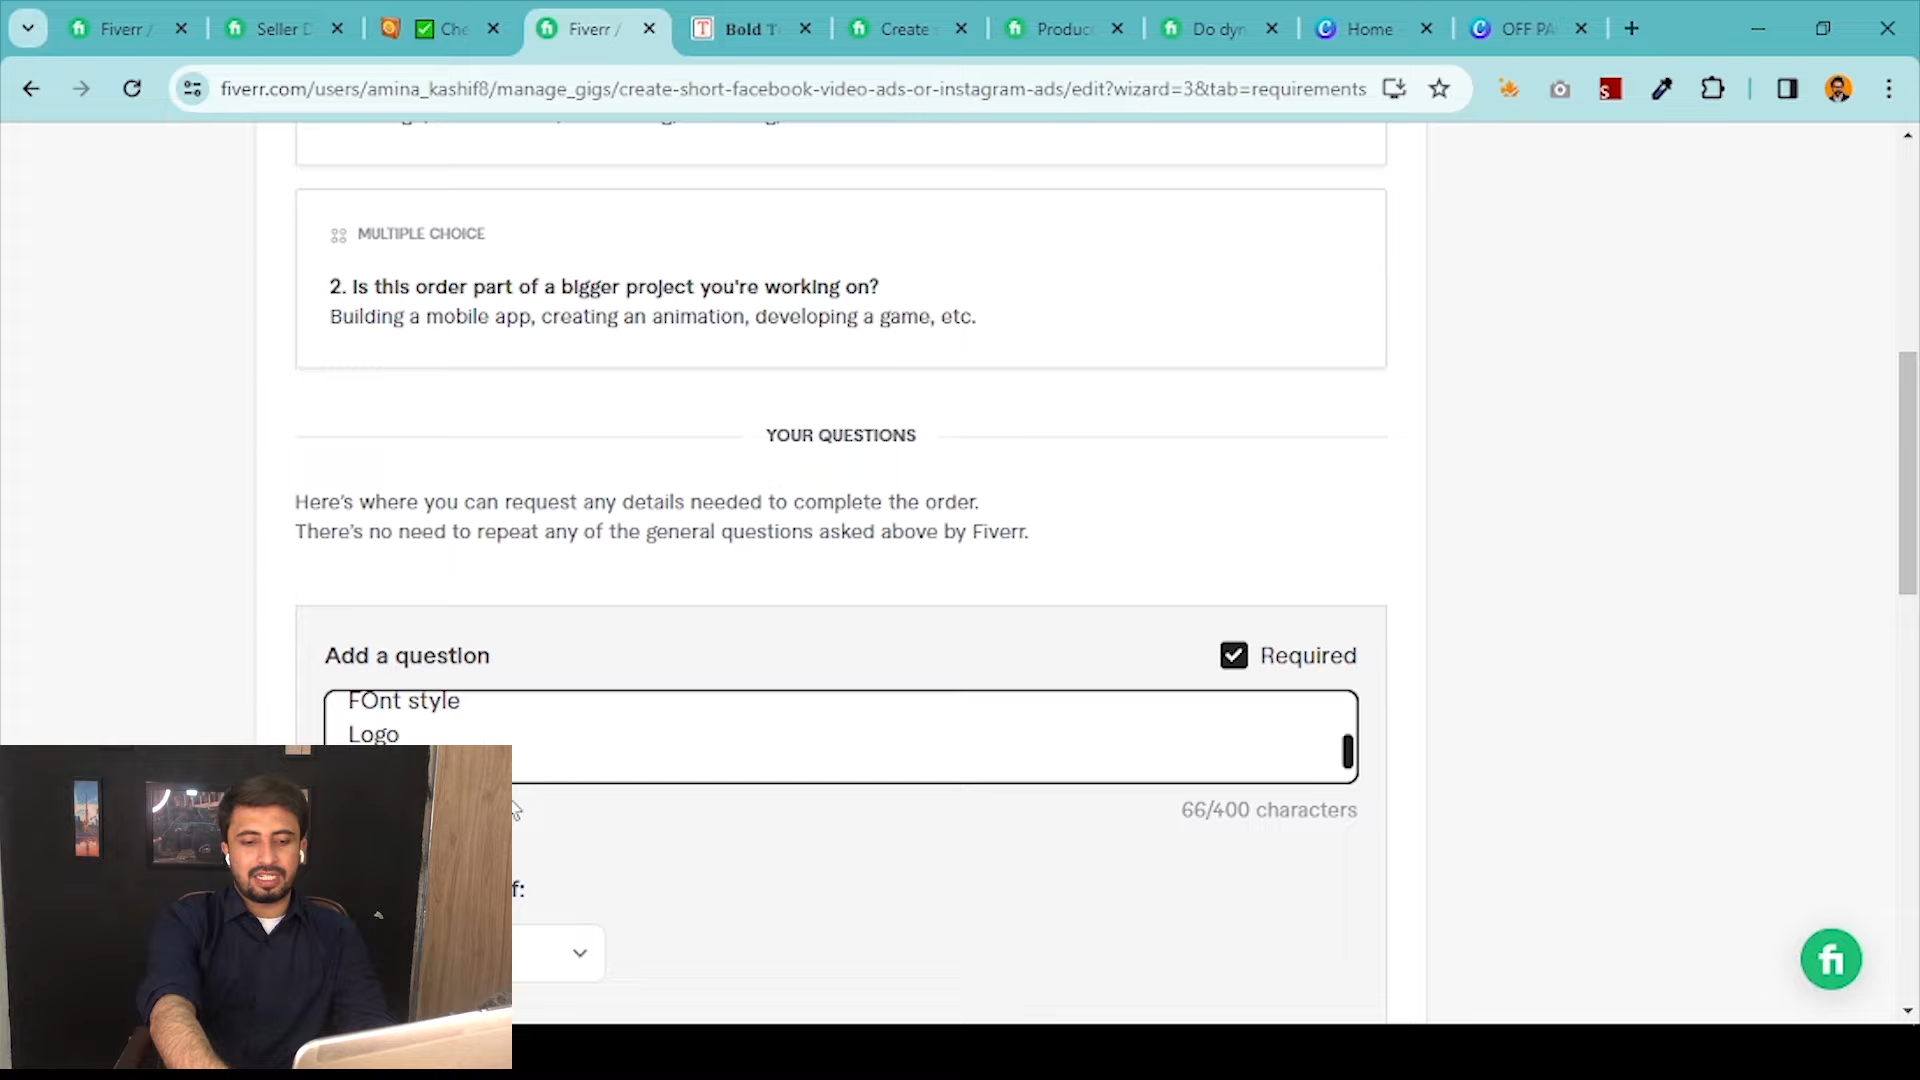 Fiverr /
Seller D
Che
Fiverr /
Bold T
Create
Produc
Do dyn
Home
OFF PA
fiverr.com/users/amina_kashif8/manage_gigs/create-short-facebook-video-ads-or-instagram-ads/edit?wizard=3&tab=requirements
MULTIPLE CHOICE
2. Is this order part of a bigger project you're working on?
Building a mobile app, creating an animation, developing a game, etc.
YOUR QUESTIONS
Here's where you can request any details needed to complete the order.
There's no need to repeat any of the general questions asked above by Fiverr.
Add a question
Required
FOnt style
Logo
66/400 characters
f:
fi